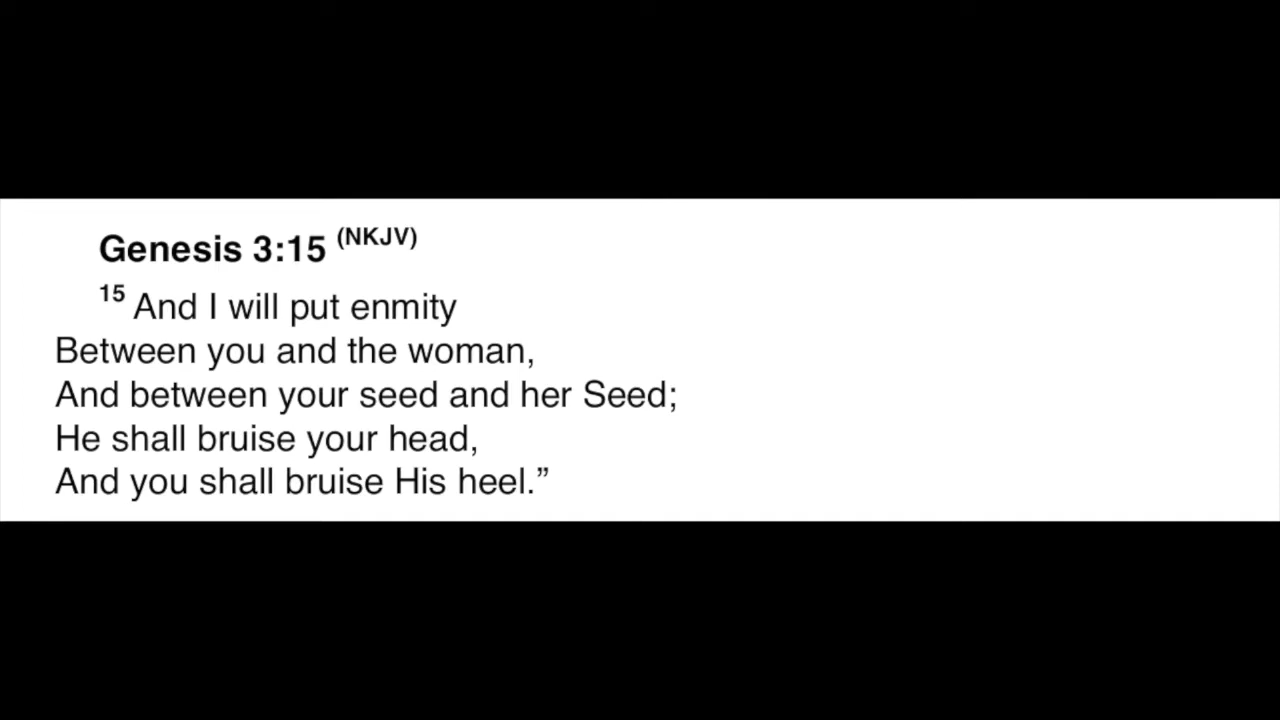 Genesis 3:15 (NKJV)
15 And I will put enmity
Between you and the woman,
And between your seed and her Seed;
He shall bruise your head,
And you shall bruise His heel.”